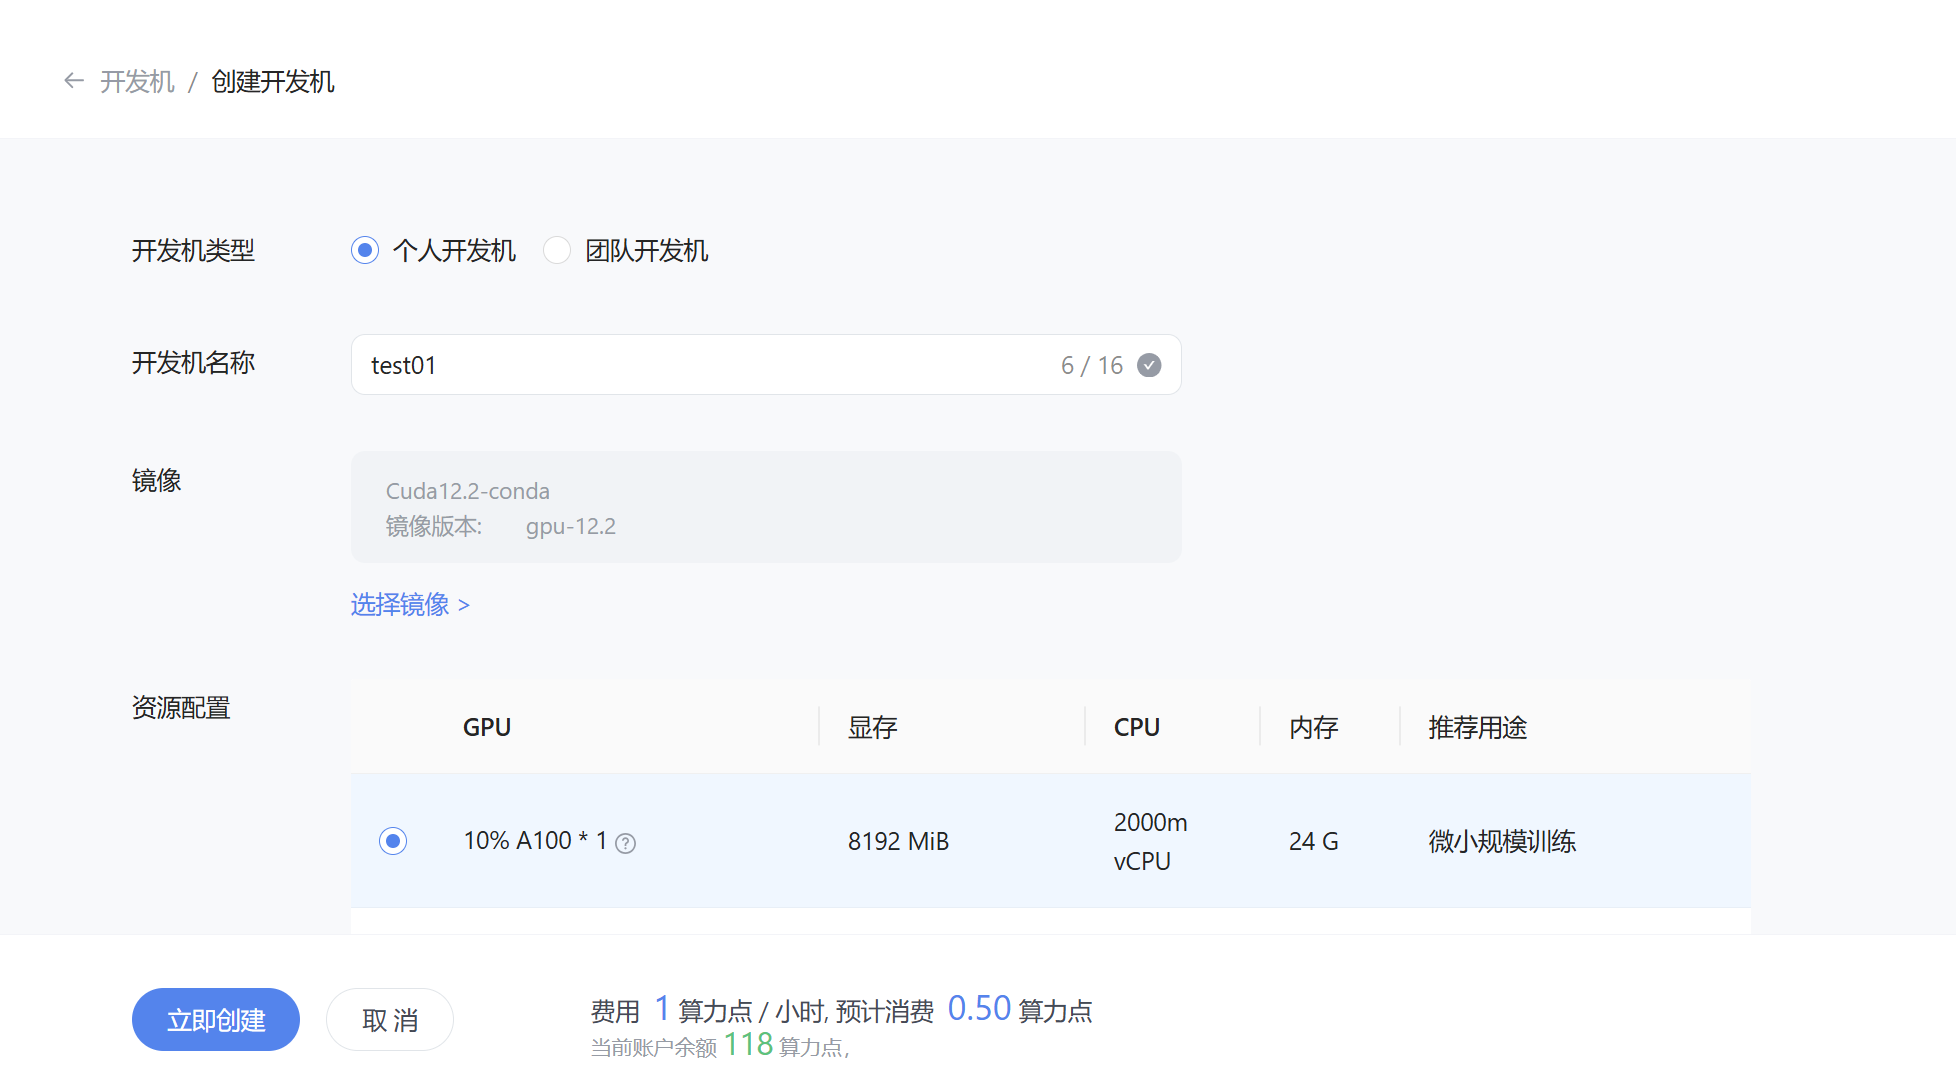 ← 开发机 / 创建开发机
开发机类型 个人开发机 团队开发机
开发机名称 test01 6 / 16
镜像 Cuda12.2-conda
镜像版本: gpu-12.2
选择镜像 >
资源配置 GPU 显存 CPU 内存 推荐用途
10% A100 * 1 8192 MiB 2000m vCPU 24 G 微小规模训练
立即创建 取 消 费用 1 算力点 / 小时, 预计消费 0.50 算力点
当前账户余额 118 算力点,